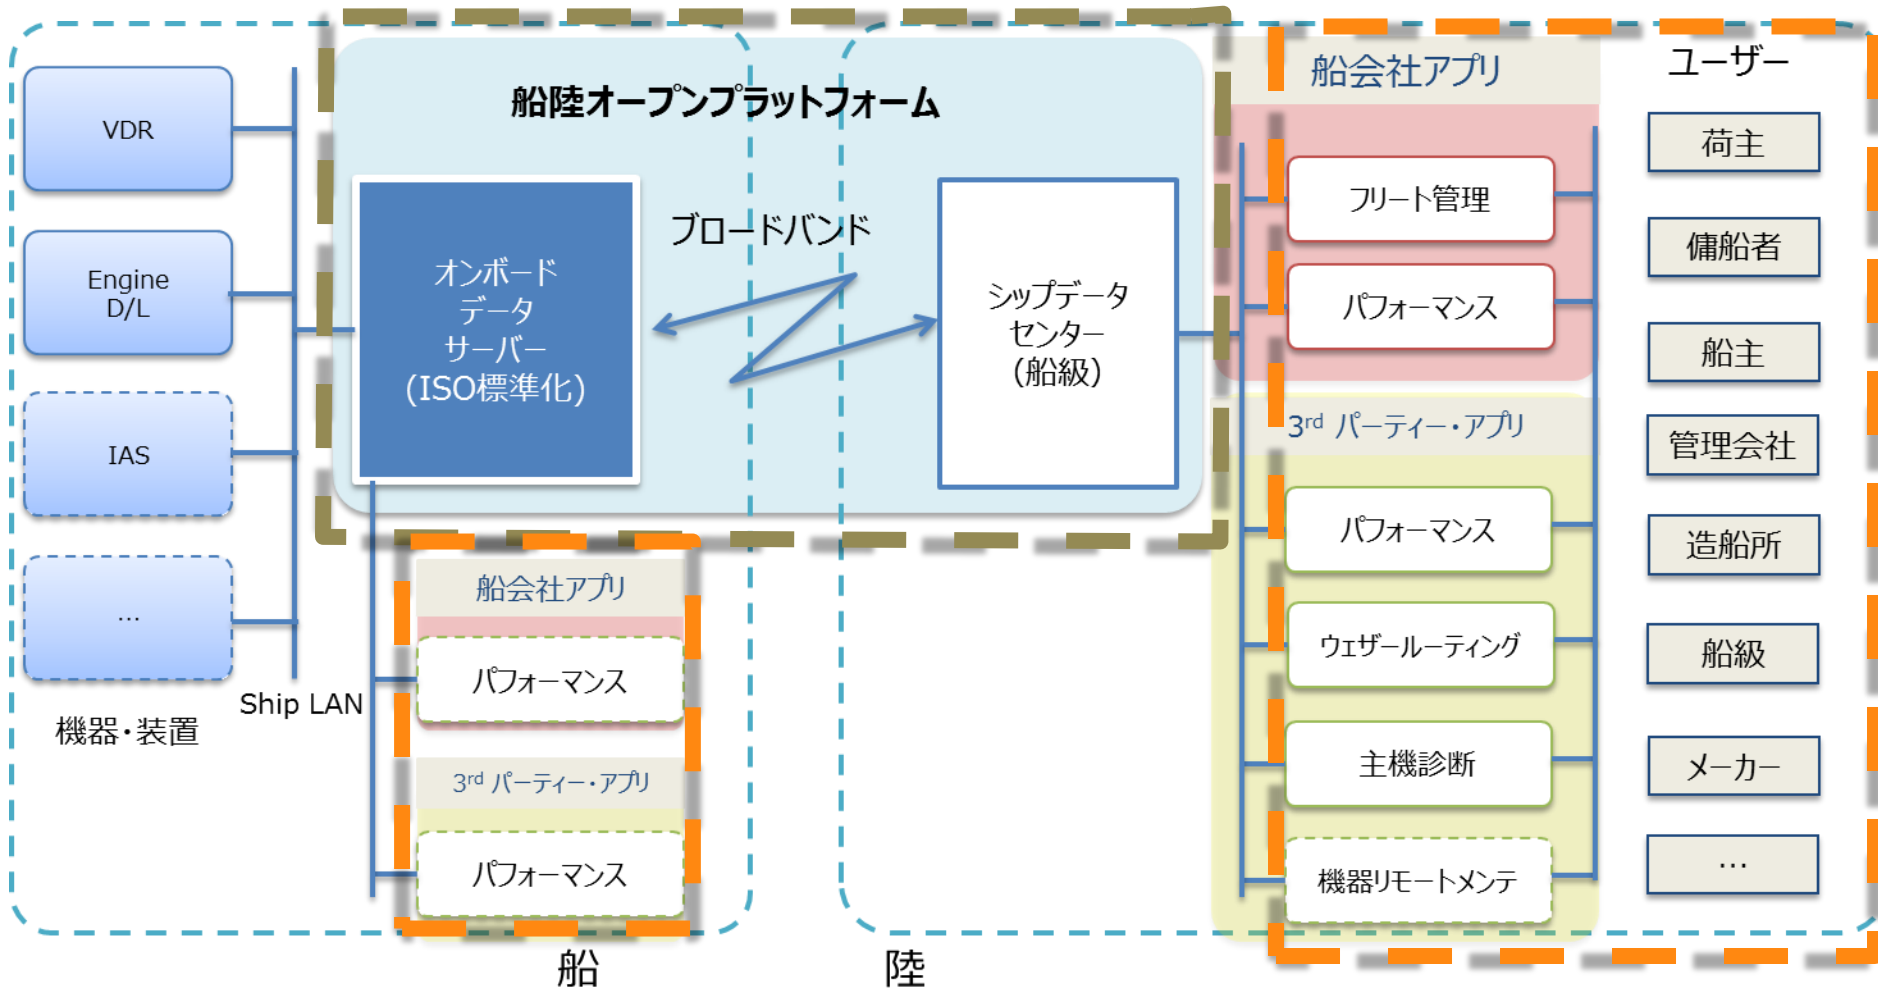 船陸オープンプラットフォーム
VDR
Engine
D/L
IAS
…
機器・装置
Ship LAN
オンボード
データ
サーバー
(ISO標準化)
ブロードバンド
シップデータ
センター
(船級)
船会社アプリ
パフォーマンス
3rd パーティー・アプリ
パフォーマンス
船
陸
船会社アプリ
フリート管理
パフォーマンス
3rd パーティー・アプリ
パフォーマンス
ウェザールーティング
主機診断
機器リモートメンテ
ユーザー
荷主
傭船者
船主
管理会社
造船所
船級
メーカー
…